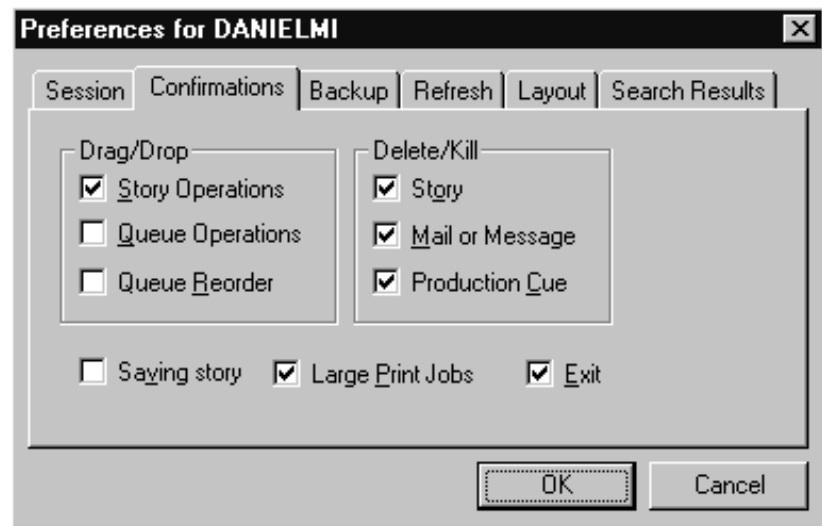 Preferences for DANIELMI
Session Confirmations Backup Refresh Layout Search Results
Drag/Drop
Story Operations
Queue Operations
Queue Reorder
Delete/Kill
Story
Mail or Message
Production Cue
Saving story Large Print Jobs Exit
OK Cancel